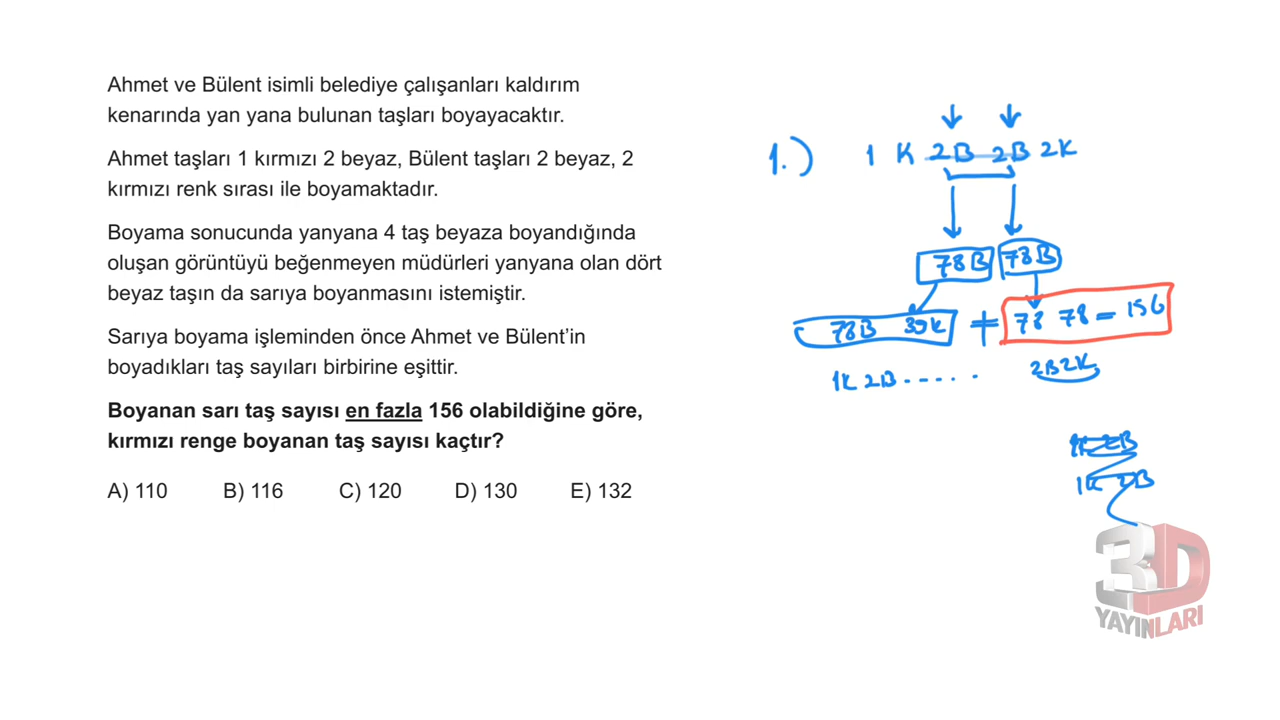 Ahmet ve Bülent isimli belediye çalışanları kaldırım
kenarında yan yana bulunan taşları boyayacaktır.
Ahmet taşları 1 kırmızı 2 beyaz, Bülent taşları 2 beyaz, 2
kırmızı renk sırası ile boyamaktadır.
Boyama sonucunda yanyana 4 taş beyaza boyandığında
oluşan görüntüyü beğenmeyen müdürleri yanyana olan dört
beyaz taşın da sarıya boyanmasını istemiştir.
Sarıya boyama işleminden önce Ahmet ve Bülent'in
boyadıkları taş sayıları birbirine eşittir.
Boyanan sarı taş sayısı en fazla 156 olabildiğine göre,
kırmızı renge boyanan taş sayısı kaçtır?
A) 110 B) 116 C) 120 D) 130 E) 132
1.) 1 K 2B 2B 2K
78B 78B
78B 39K + 78 78 = 156
1K 2B ...... 2B2K
1K 2B
1K 2B
3D
YAYINLARI